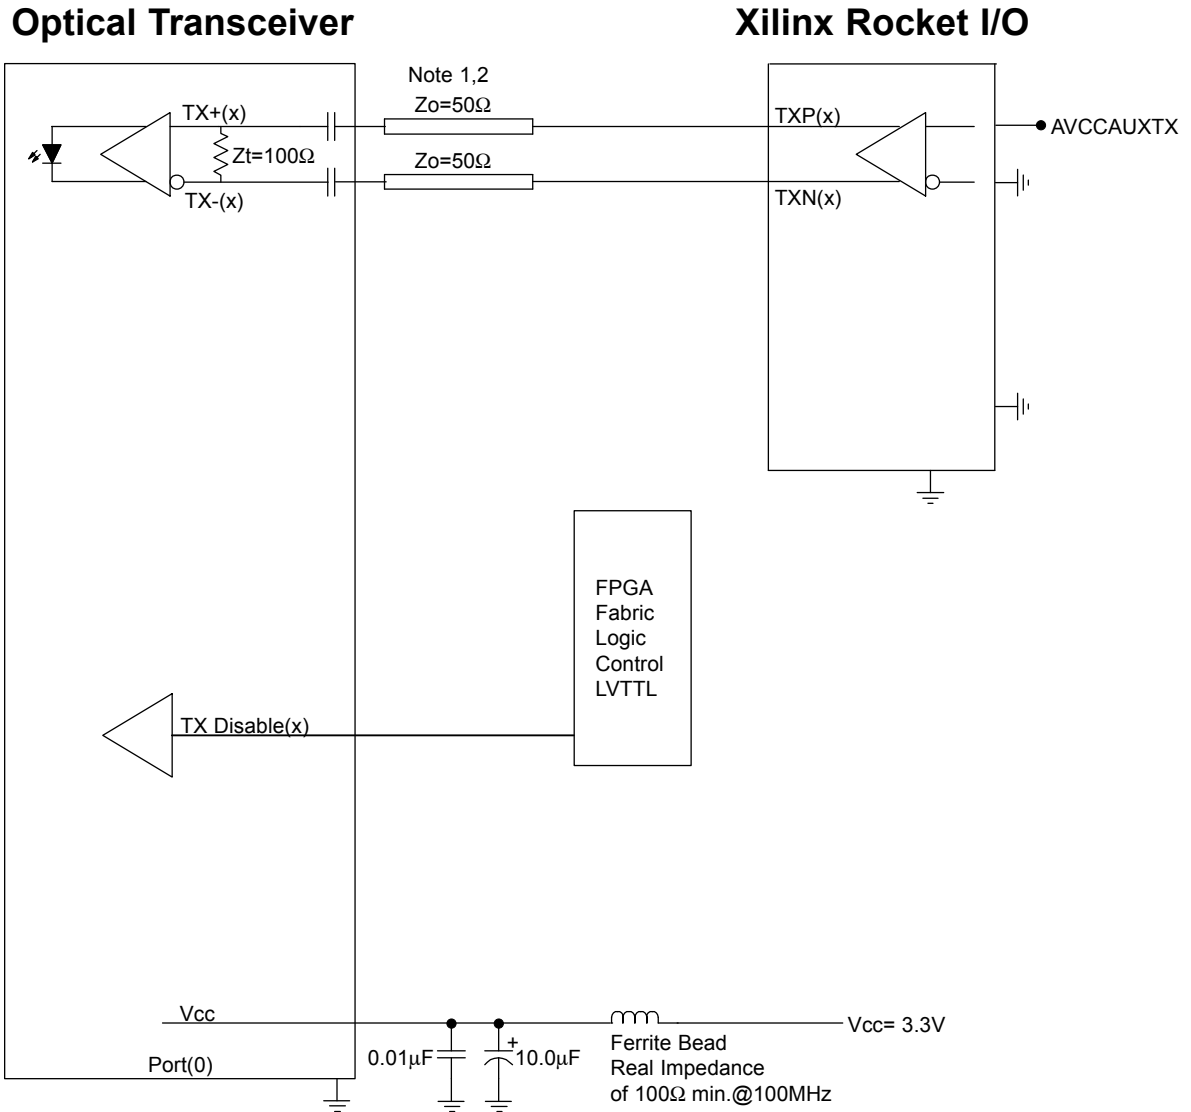 Optical Transceiver
Xilinx Rocket I/O
Note 1,2
Zo=50Ω
TX+(x)
TXP(x)
AVCCAUXTX
Zt=100Ω
Zo=50Ω
TX-(x)
TXN(x)
FPGA
Fabric
Logic
Control
LVTTL
TX Disable(x)
Vcc
Vcc= 3.3V
0.01µF
+
10.0µF
Ferrite Bead
Real Impedance
of 100Ω min.@100MHz
Port(0)